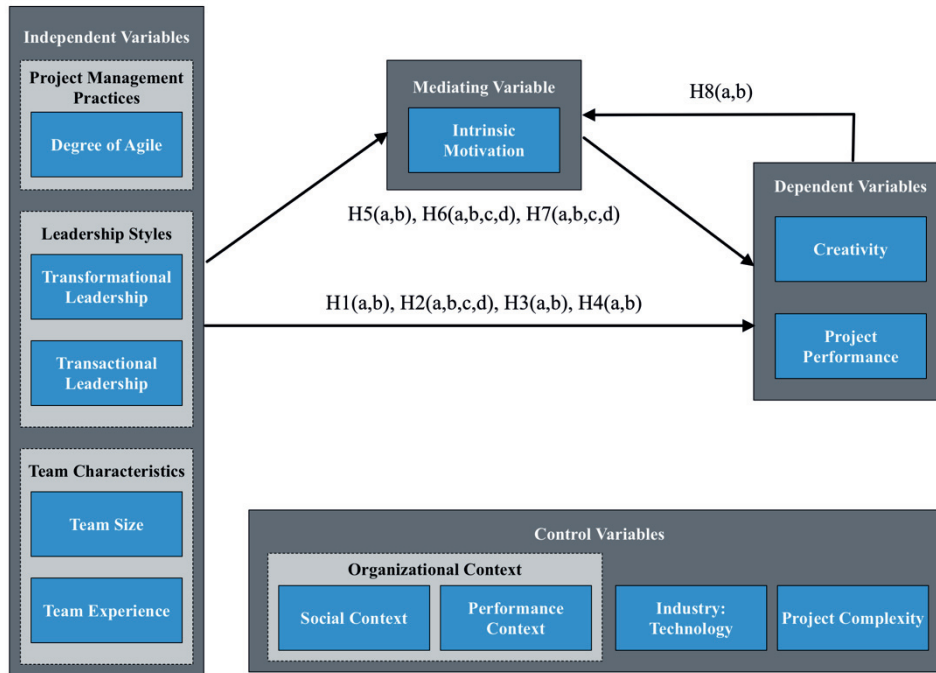 Independent Variables
Project Management
Practices
Degree of Agile
Leadership Styles
Transformational
Leadership
Transactional
Leadership
Team Characteristics
Team Size
Team Experience
Mediating Variable
Intrinsic
Motivation
H8(a,b)
H5(a,b), H6(a,b,c,d), H7(a,b,c,d)
H1(a,b), H2(a,b,c,d), H3(a,b), H4(a,b)
Dependent Variables
Creativity
Project
Performance
Control Variables
Organizational Context
Social Context
Performance
Context
Industry:
Technology
Project Complexity